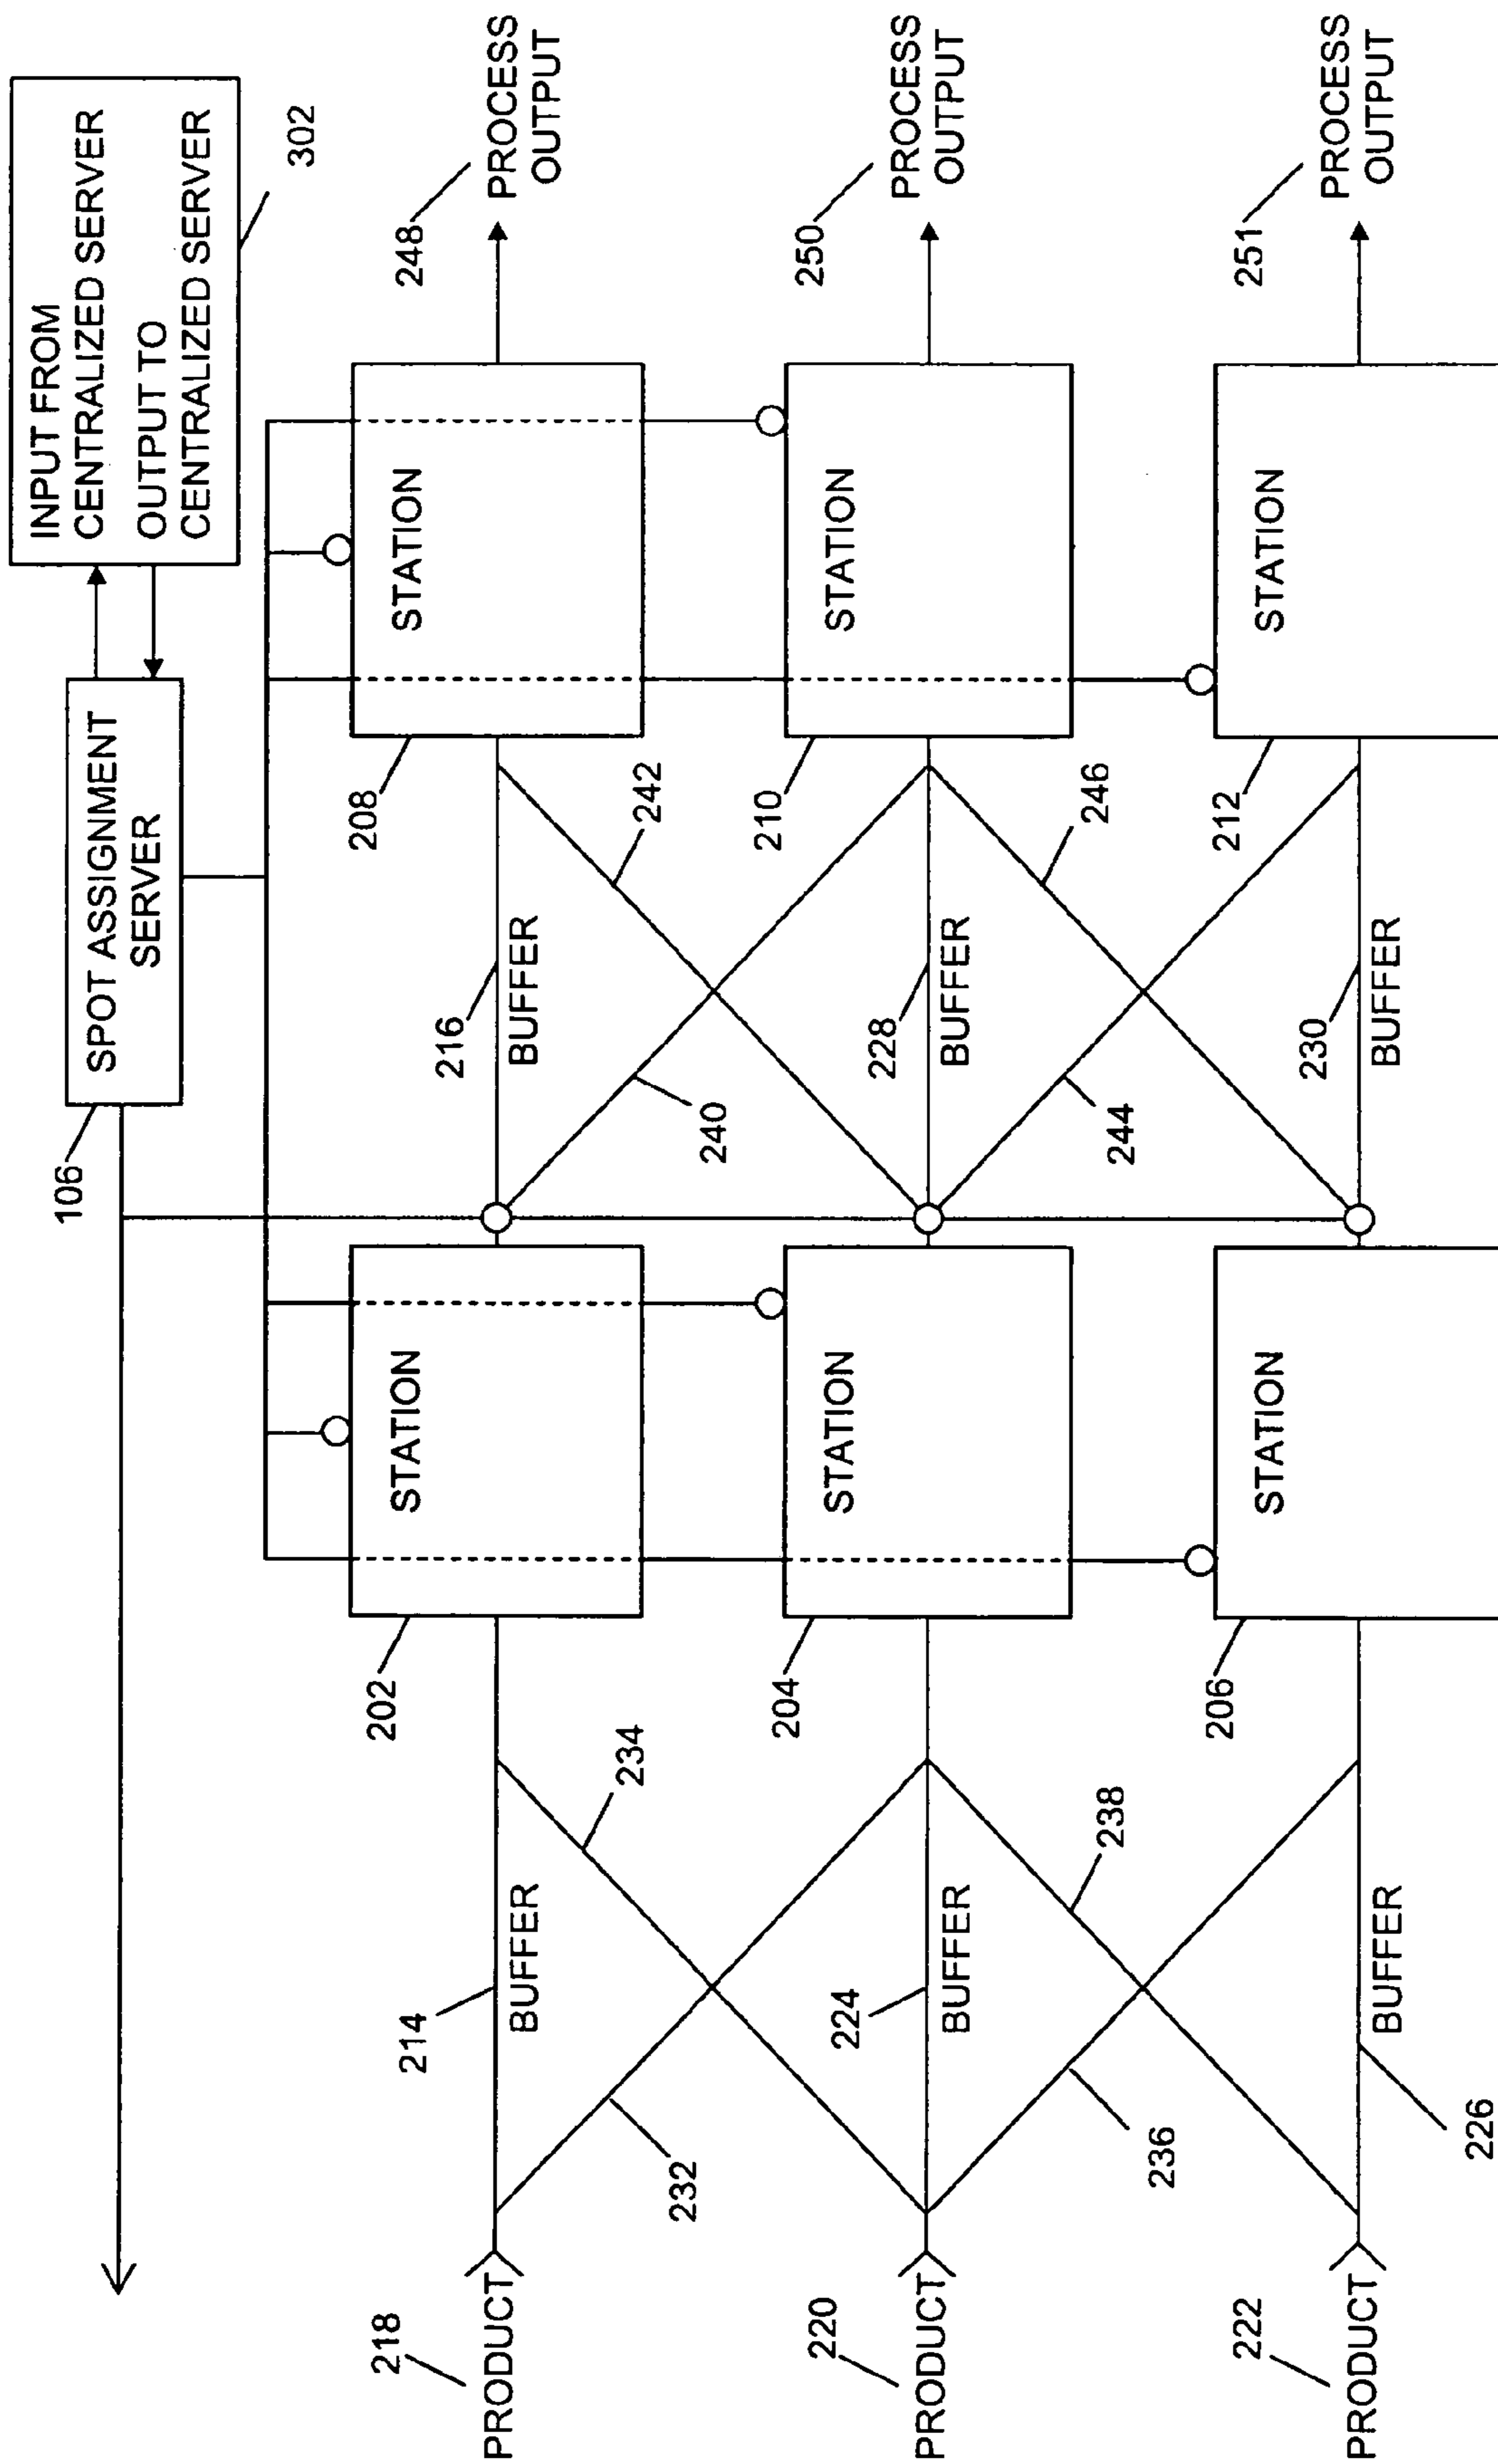 INPUT FROM
CENTRALIZED SERVER
OUTPUT TO
CENTRALIZED SERVER
302
SPOT ASSIGNMENT
SERVER
106
218
PRODUCT
214
BUFFER
232
234
202
STATION
216
BUFFER
240
242
208
STATION
248
PROCESS
OUTPUT
220
PRODUCT
224
BUFFER
236
238
204
STATION
228
BUFFER
244
246
210
STATION
250
PROCESS
OUTPUT
222
PRODUCT
226
BUFFER
206
STATION
230
BUFFER
212
STATION
251
PROCESS
OUTPUT